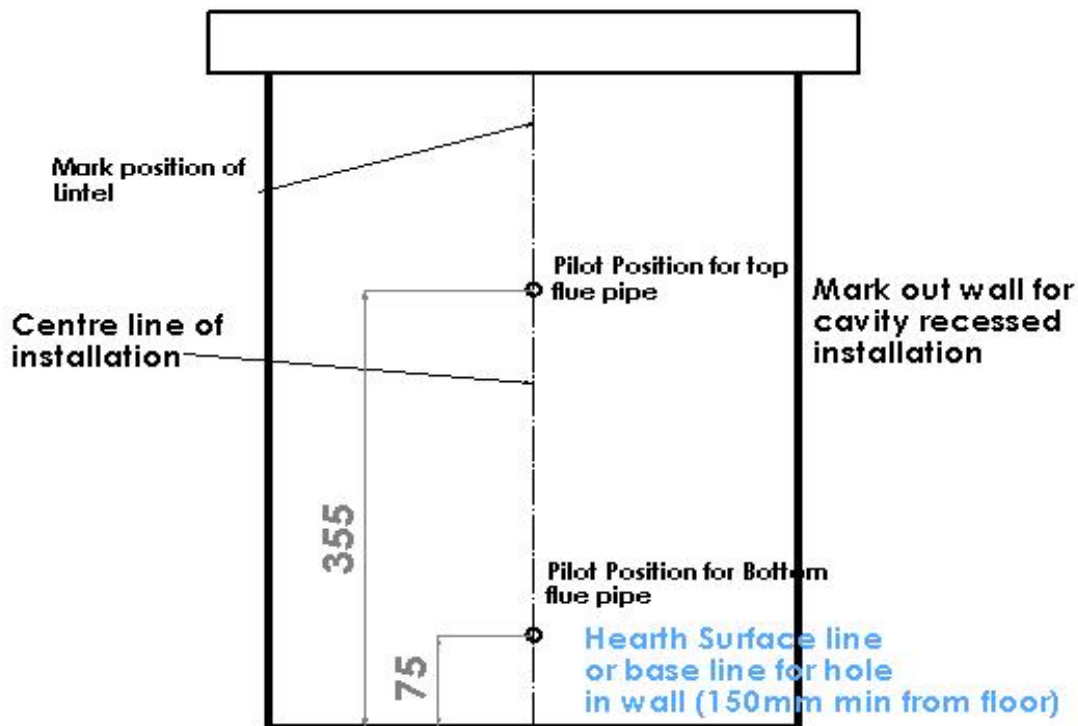 Mark position of
Lintel
Pilot Position for top
flue pipe
Mark out wall for
cavity recessed
installation
Centre line of
installation
355
Pilot Position for Bottom
flue pipe
75
Hearth Surface line
or base line for hole
in wall (150mm min from floor)